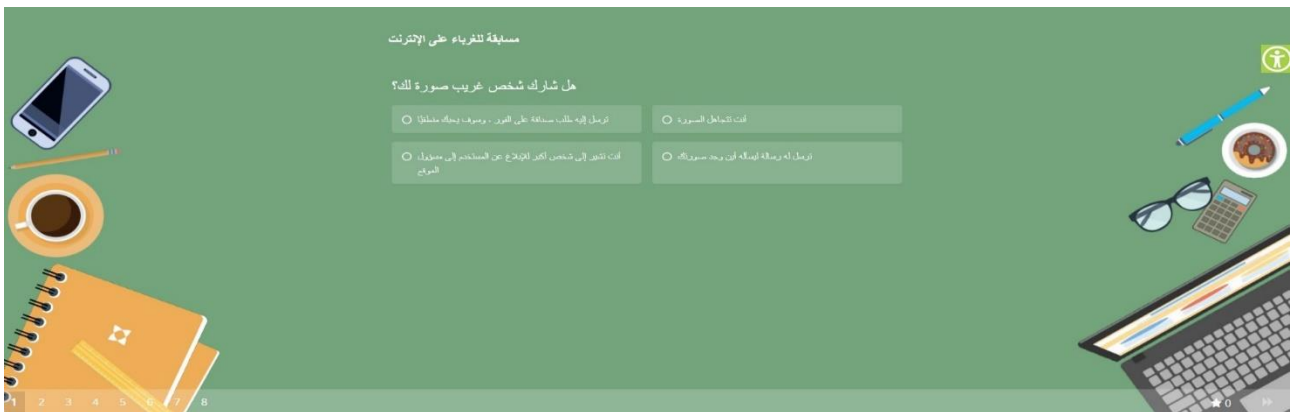 مسابقة للغرباء على الإنترنت
هل شارك شخص غريب صورة لك؟
ترسل إليه طلب صداقة على الفور ، وسوف يحبك مطلقًا
أنت تتجاهل الصورة
أنت تشير إلى شخص أكبر للإبلاغ عن المستخدم إلى مسؤول
الموقع
ترسل له رسالة ليسأله أين وجد صورتك
1 2 3 4 5 6 7 8
0